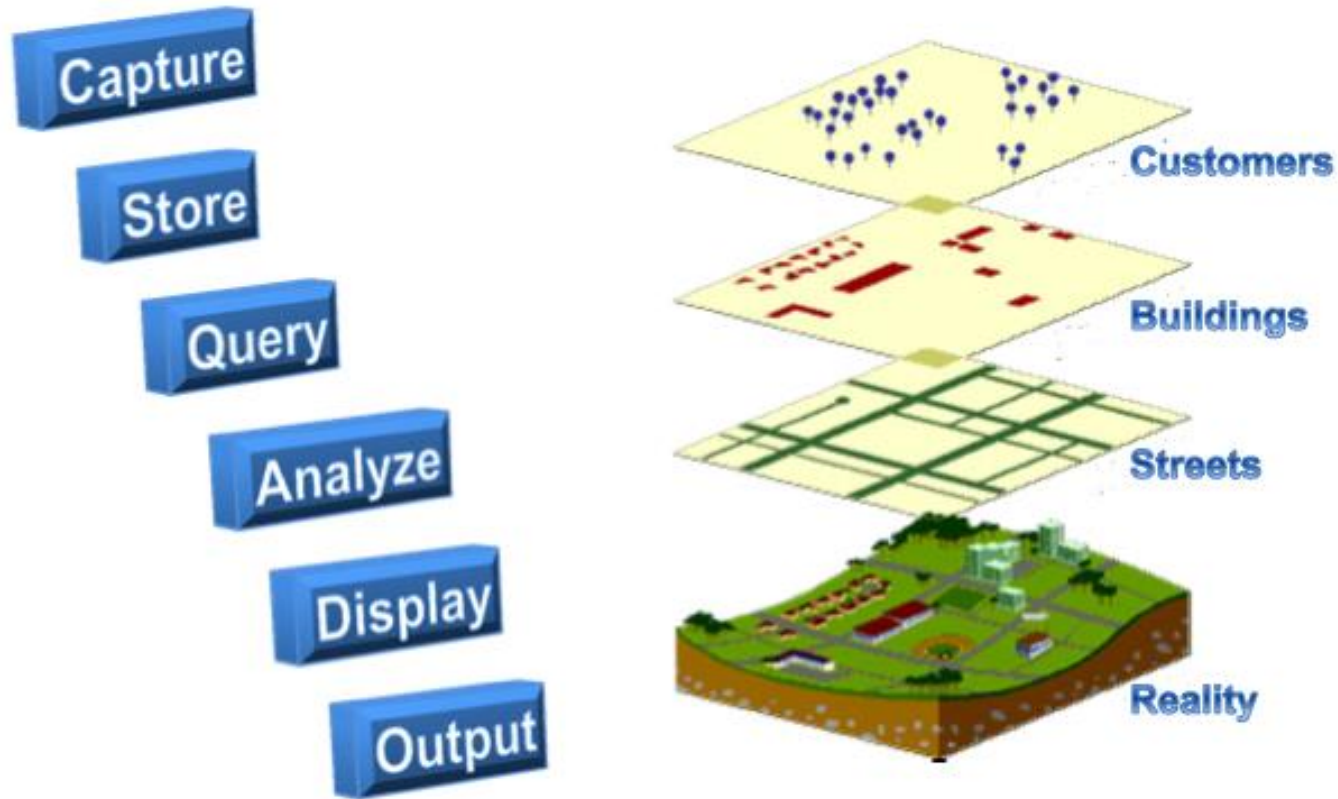 Capture
Store
Query
Analyze
Display
Output
Customers
Buildings
Streets
Reality